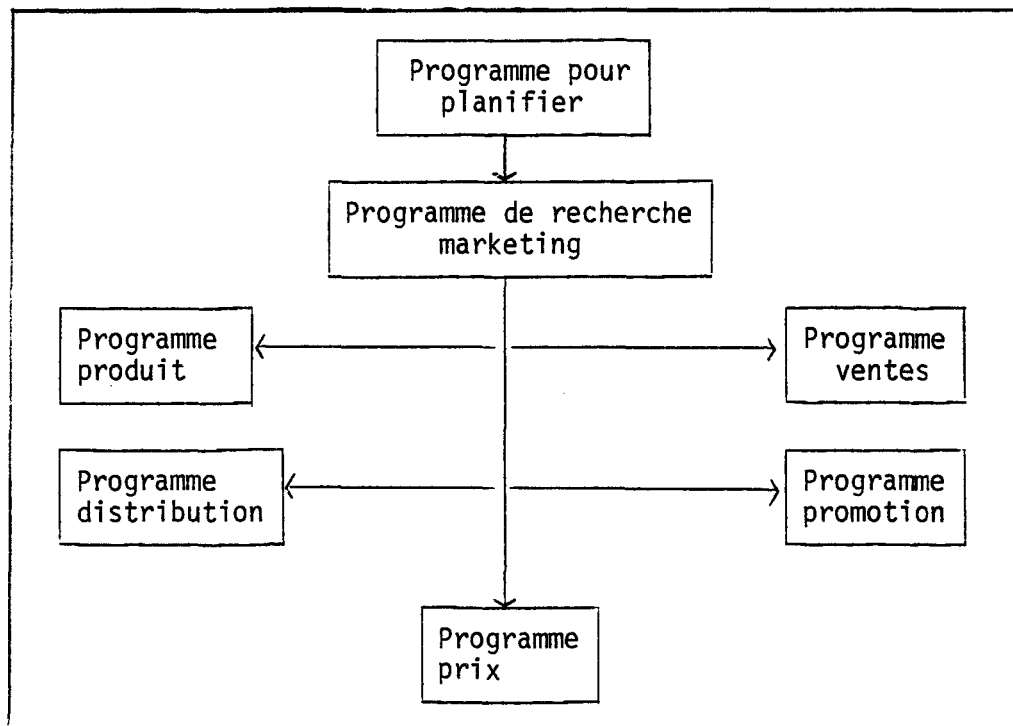 Programme pour
planifier
Programme de recherche
marketing
Programme
produit
Programme
ventes
Programme
distribution
Programme
promotion
Programme
prix